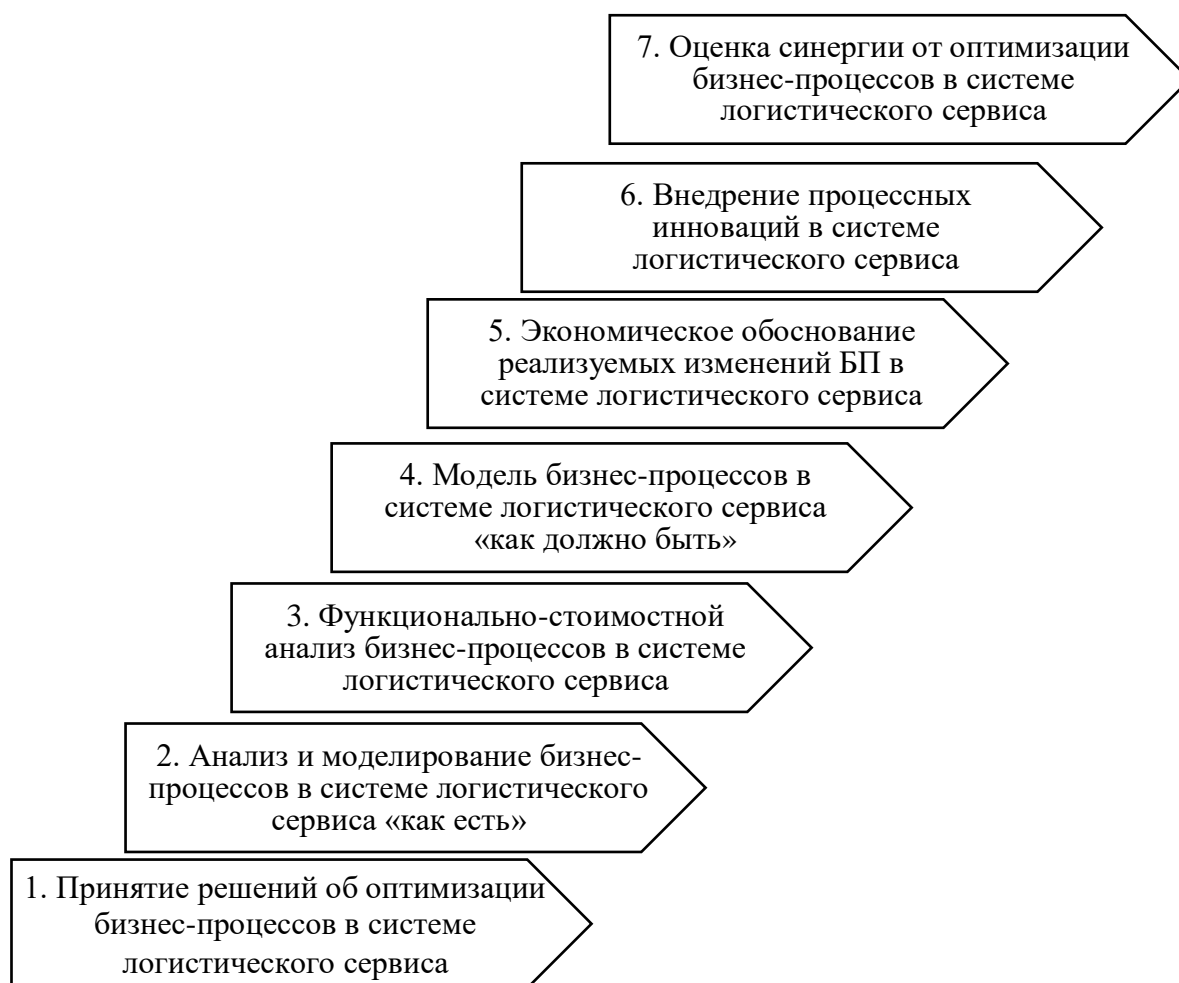 7. Оценка синергии от оптимизации
бизнес-процессов в системе
логистического сервиса
6. Внедрение процессных
инноваций в системе
логистического сервиса
5. Экономическое обоснование
реализуемых изменений БП в
системе логистического сервиса
4. Модель бизнес-процессов в
системе логистического сервиса
«как должно быть»
3. Функционально-стоимостной
анализ бизнес-процессов в системе
логистического сервиса
2. Анализ и моделирование бизнес-
процессов в системе логистического
сервиса «как есть»
1. Принятие решений об оптимизации
бизнес-процессов в системе
логистического сервиса